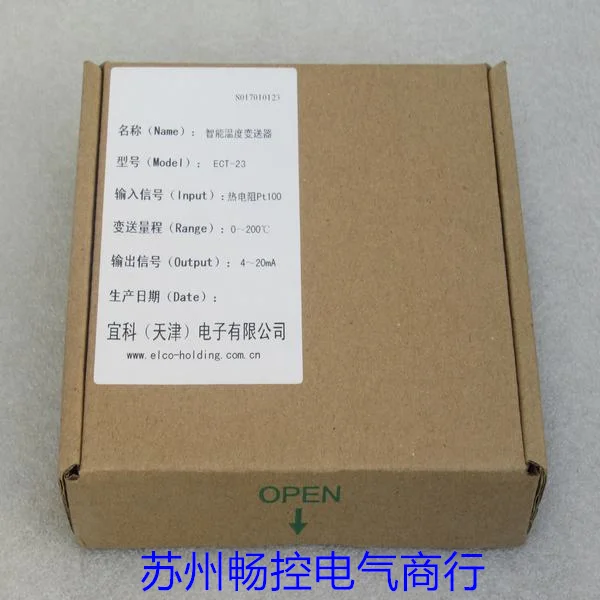 S017010123
名称（Name）：智能温度变送器
型号（Model）：ECT-23
输入信号（Input）：热电阻Pt100
变送量程（Range）：0～200℃
输出信号（Output）：4～20mA
生产日期（Date）：
宜科（天津）电子有限公司
www.elco-holding.com.cn
OPEN
苏州畅控电气商行